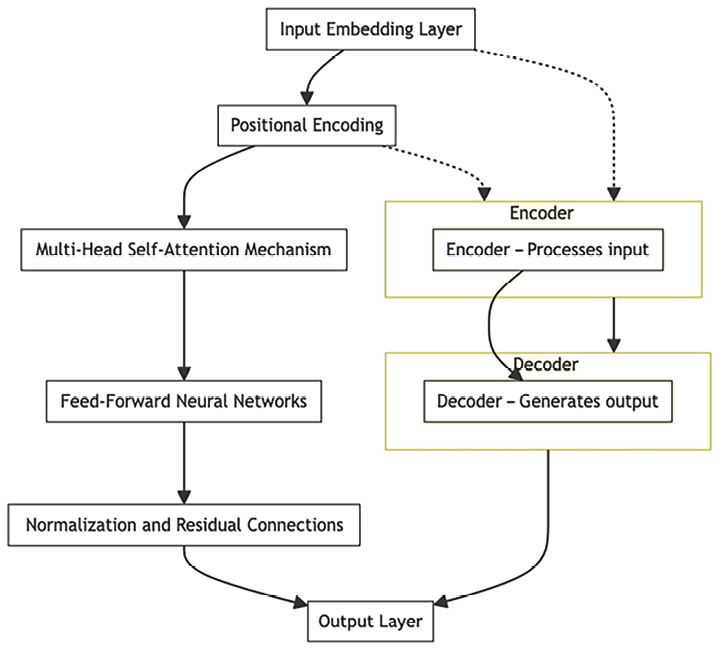 Input Embedding Layer
Positional Encoding
Encoder
Multi-Head Self-Attention Mechanism
Encoder – Processes input
Decoder
Feed-Forward Neural Networks
Decoder – Generates output
Normalization and Residual Connections
Output Layer